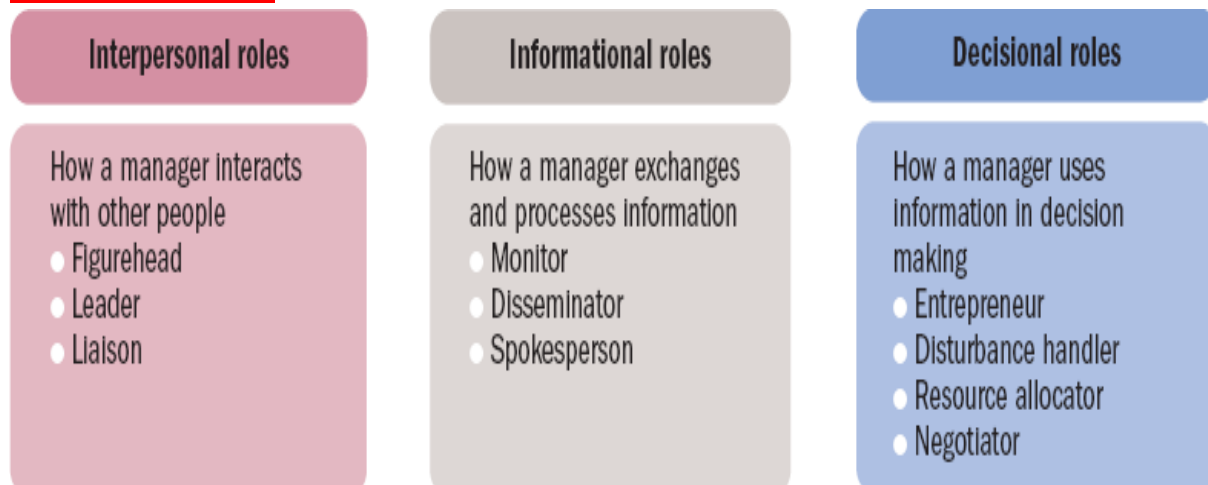 Interpersonal roles
How a manager interacts
with other people
Figurehead
Leader
Liaison
Informational roles
How a manager exchanges
and processes information
Monitor
Disseminator
Spokesperson
Decisional roles
How a manager uses
information in decision
making
Entrepreneur
Disturbance handler
Resource allocator
Negotiator